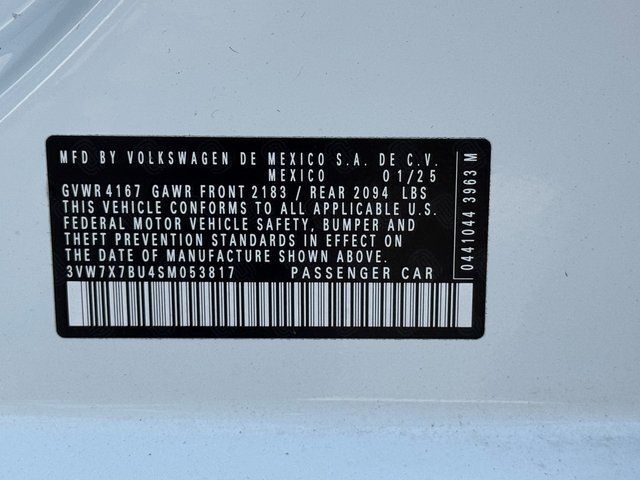 MFD BY VOLKSWAGEN DE MEXICO S.A. DE C.V.
MEXICO 01/25
GVWR 4167 GAWR FRONT 2183 / REAR 2094 LBS
THIS VEHICLE CONFORMS TO ALL APPLICABLE U.S.
FEDERAL MOTOR VEHICLE SAFETY, BUMPER AND
THEFT PREVENTION STANDARDS IN EFFECT ON
THE DATE OF MANUFACTURE SHOWN ABOVE.
3VW7X7BU4SM053817 PASSENGER CAR
0441044 3963 M